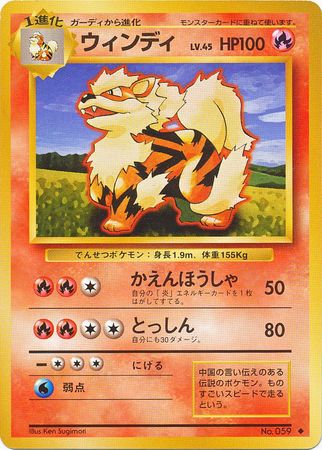 1進化
ガーディから進化
モンスターカードに重ねて使います。
ウィンディ LV.45 HP100
でんせつポケモン：身長1.9m、体重155Kg
かえんほうしゃ 50
自分の「炎」エネルギーカードを1枚
はがしてすてる。
とっしん 80
自分にも30ダメージ。
にげる
弱点
中国の言い伝えのある
伝説のポケモン。もの
すごいスピードで走る
という。
Illus. Ken Sugimori
No. 059